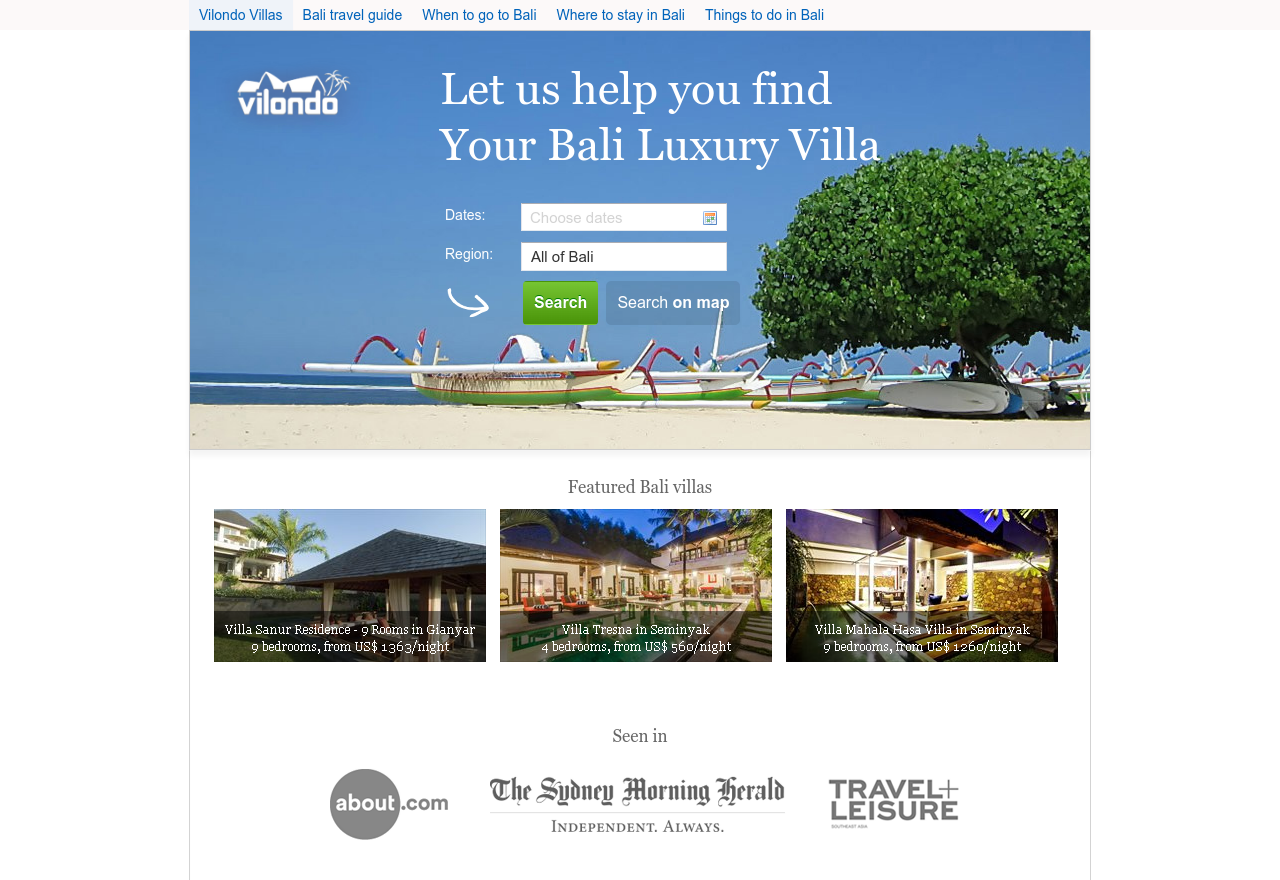 Vilondo Villas
Bali travel guide
When to go to Bali
Where to stay in Bali
Things to do in Bali
vilondo
Let us help you find
Your Bali Luxury Villa
Dates:
Choose dates
Region:
All of Bali
Search
Search on map
Featured Bali villas
Villa Sanur Residence - 9 Rooms in Gianyar
9 bedrooms, from US$ 1363/night
Villa Tresna in Seminyak
4 bedrooms, from US$ 560/night
Villa Mahala Hasa Villa in Seminyak
9 bedrooms, from US$ 1260/night
Seen in
about.com
The Sydney Morning Herald
INDEPENDENT. ALWAYS.
TRAVEL+
LEISURE
SOUTHEAST ASIA